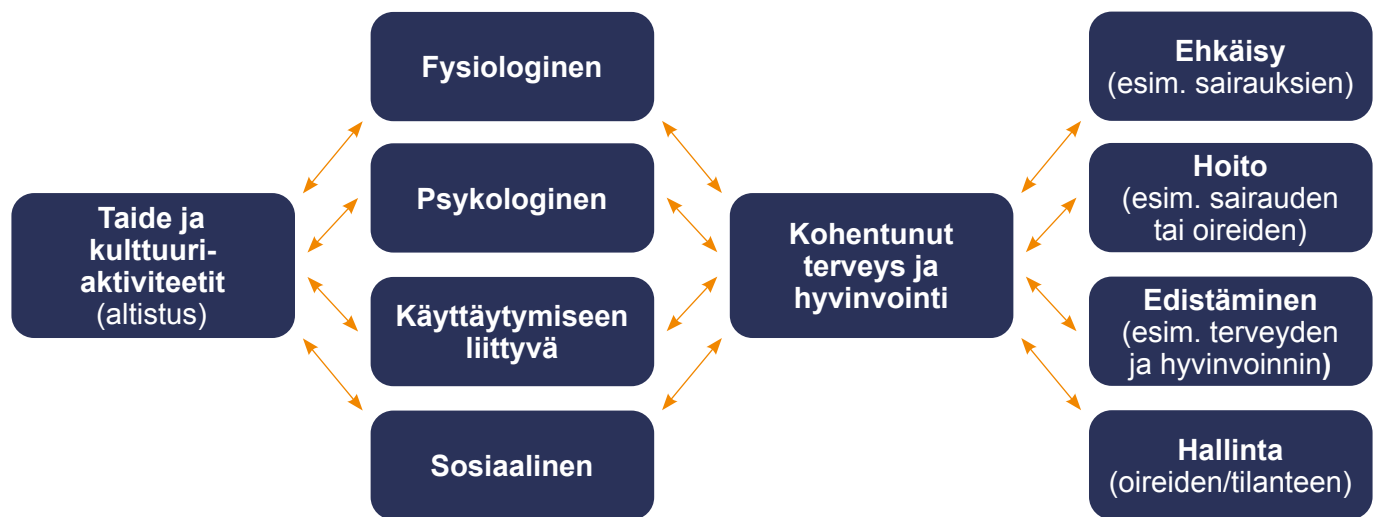 Taide ja
kulttuuri-
aktiviteetit
(altistus)
Fysiologinen
Psykologinen
Käyttäytymiseen
liittyvä
Sosiaalinen
Kohentunut
terveys ja
hyvinvointi
Ehkäisy
(esim. sairauksien)
Hoito
(esim. sairauden
tai oireiden)
Edistäminen
(esim. terveyden
ja hyvinvoinnin)
Hallinta
(oireiden/tilanteen)